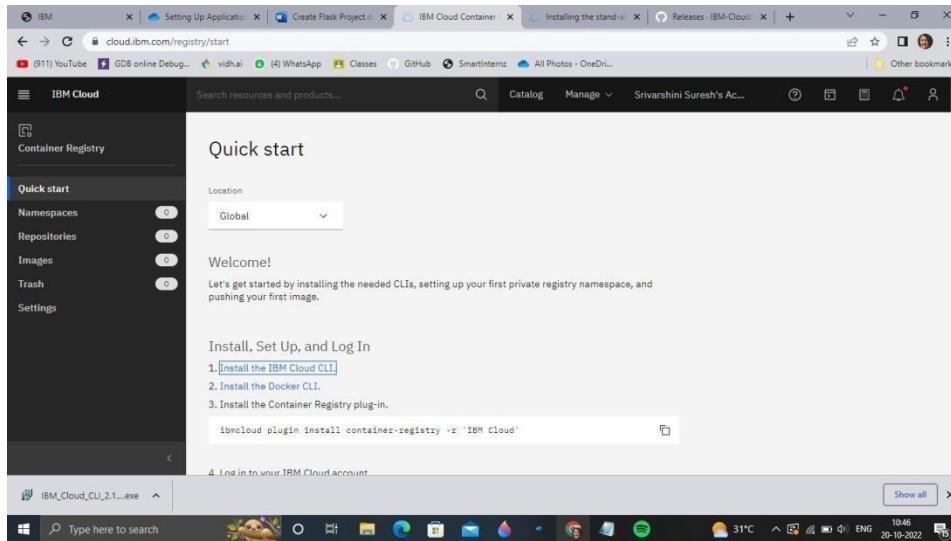 IBM
Setting Up Applicatio
Create Flask Project.d
IBM Cloud Container
Installing the stand-al
Releases · IBM-Cloud/
cloud.ibm.com/registry/start
(911) YouTube
GDB online Debug...
vidh.ai
(4) WhatsApp
Classes
GitHub
SmartInternz
All Photos - OneDri...
Other bookmark
IBM Cloud
Search resources and products...
Catalog
Manage
Srivarshini Suresh's Ac...
Container Registry
Quick start
Namespaces 0
Repositories 0
Images 0
Trash 0
Settings
Quick start
Location
Global
Welcome!
Let's get started by installing the needed CLIs, setting up your first private registry namespace, and
pushing your first image.
Install, Set Up, and Log In
1. Install the IBM Cloud CLI.
2. Install the Docker CLI.
3. Install the Container Registry plug-in.
ibmcloud plugin install container-registry -r 'IBM Cloud'
4. Log in to your IBM Cloud account
IBM_Cloud_CLI_2.1....exe
Show all
Type here to search
31°C
ENG
10:46
20-10-2022